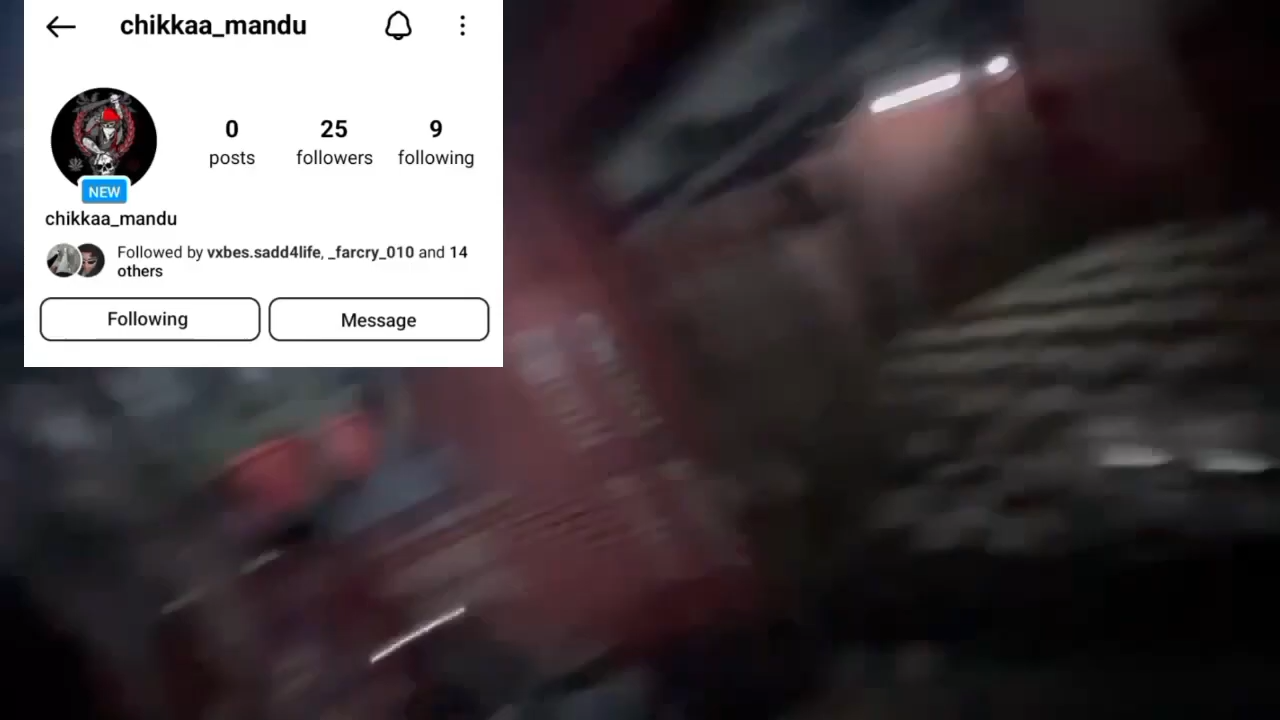 chikkaa_mandu
0 25 9
posts followers following
NEW
chikkaa_mandu
Followed by vxbes.sadd4life, _farcry_010 and 14
others
Following Message